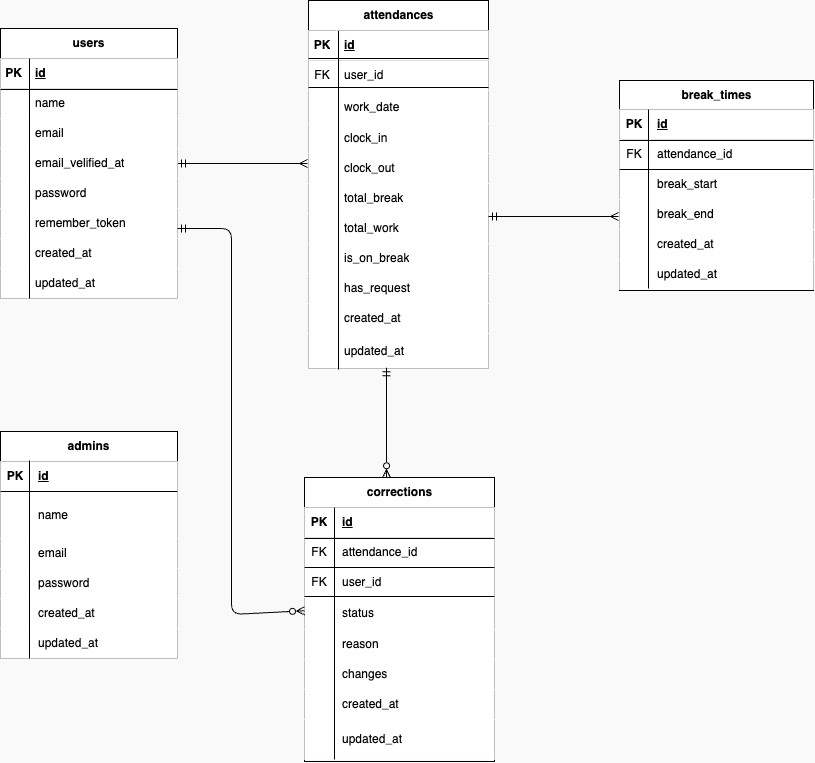 users
PK id
name
email
email_velified_at
password
remember_token
created_at
updated_at
attendances
PK id
FK user_id
work_date
clock_in
clock_out
total_break
total_work
is_on_break
has_request
created_at
updated_at
break_times
PK id
FK attendance_id
break_start
break_end
created_at
updated_at
admins
PK id
name
email
password
created_at
updated_at
corrections
PK id
FK attendance_id
FK user_id
status
reason
changes
created_at
updated_at